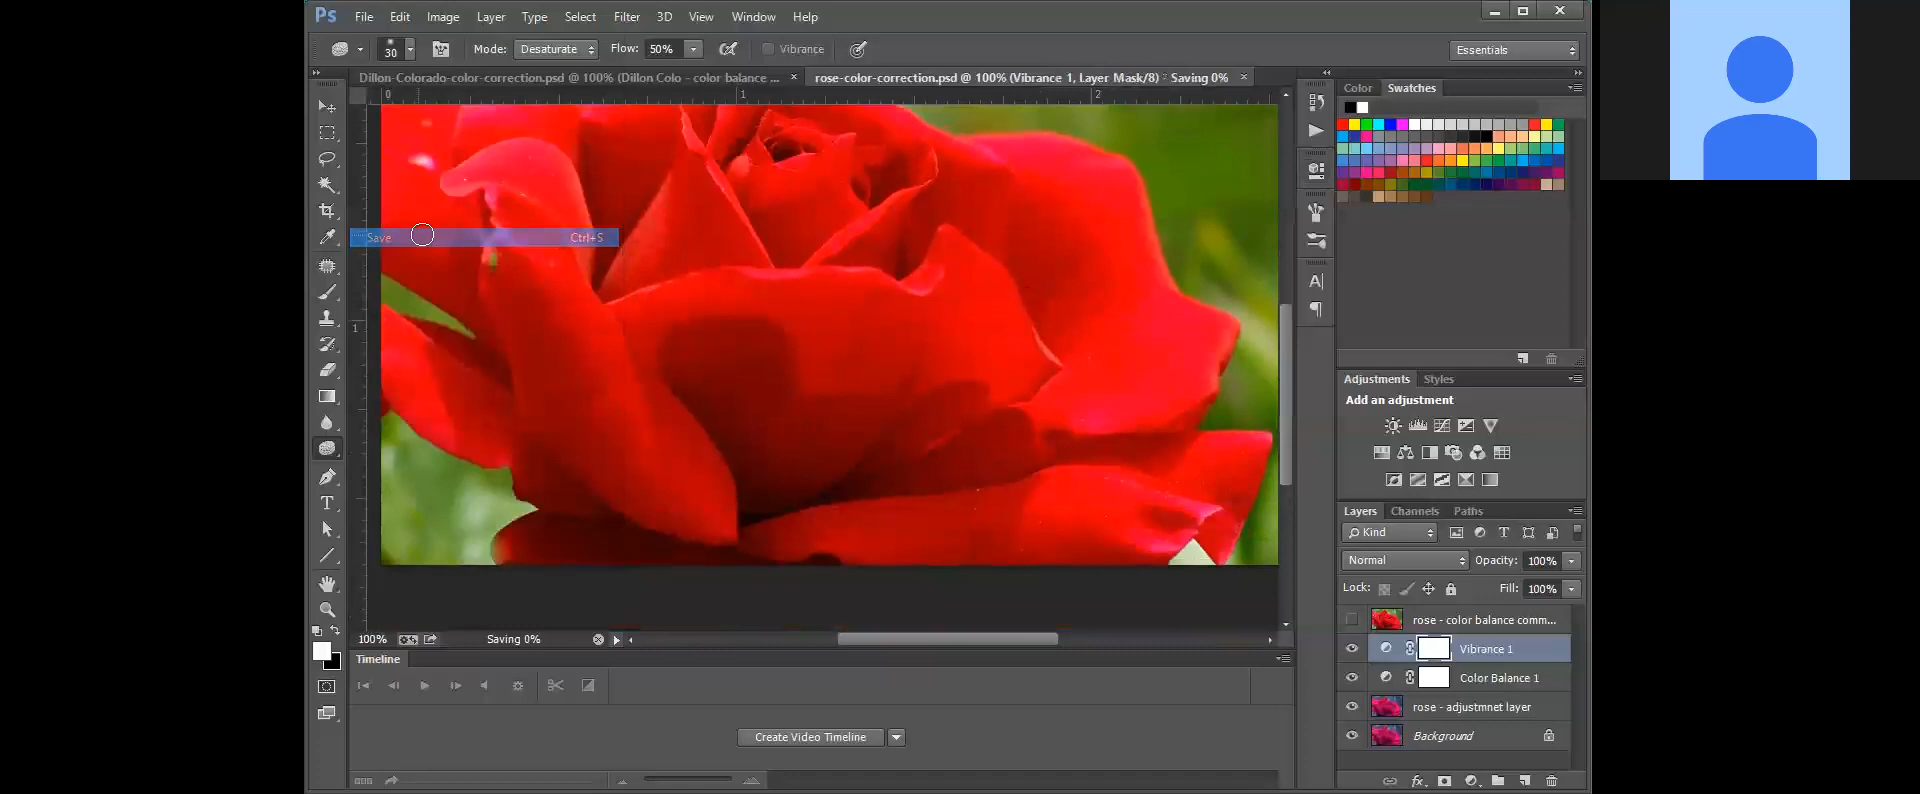 Ps File Edit Image Layer Type Select Filter 3D View Window Help
30 Mode: Desaturate Flow: 50% Vibrance Essentials
Dillon-Colorado-color-correction.psd @ 100% (Dillon Colo - color balance ... × rose-color-correction.psd @ 100% (Vibrance 1, Layer Mask/8) * Saving 0% ×
0 1 2
Color Swatches
Save Ctrl+S
1
Adjustments Styles
Add an adjustment
Layers Channels Paths
Kind
Normal Opacity: 100%
Lock: Fill: 100%
rose - color balance comm...
Vibrance 1
Color Balance 1
rose - adjustmnet layer
Background
100% Saving 0%
Timeline
Create Video Timeline